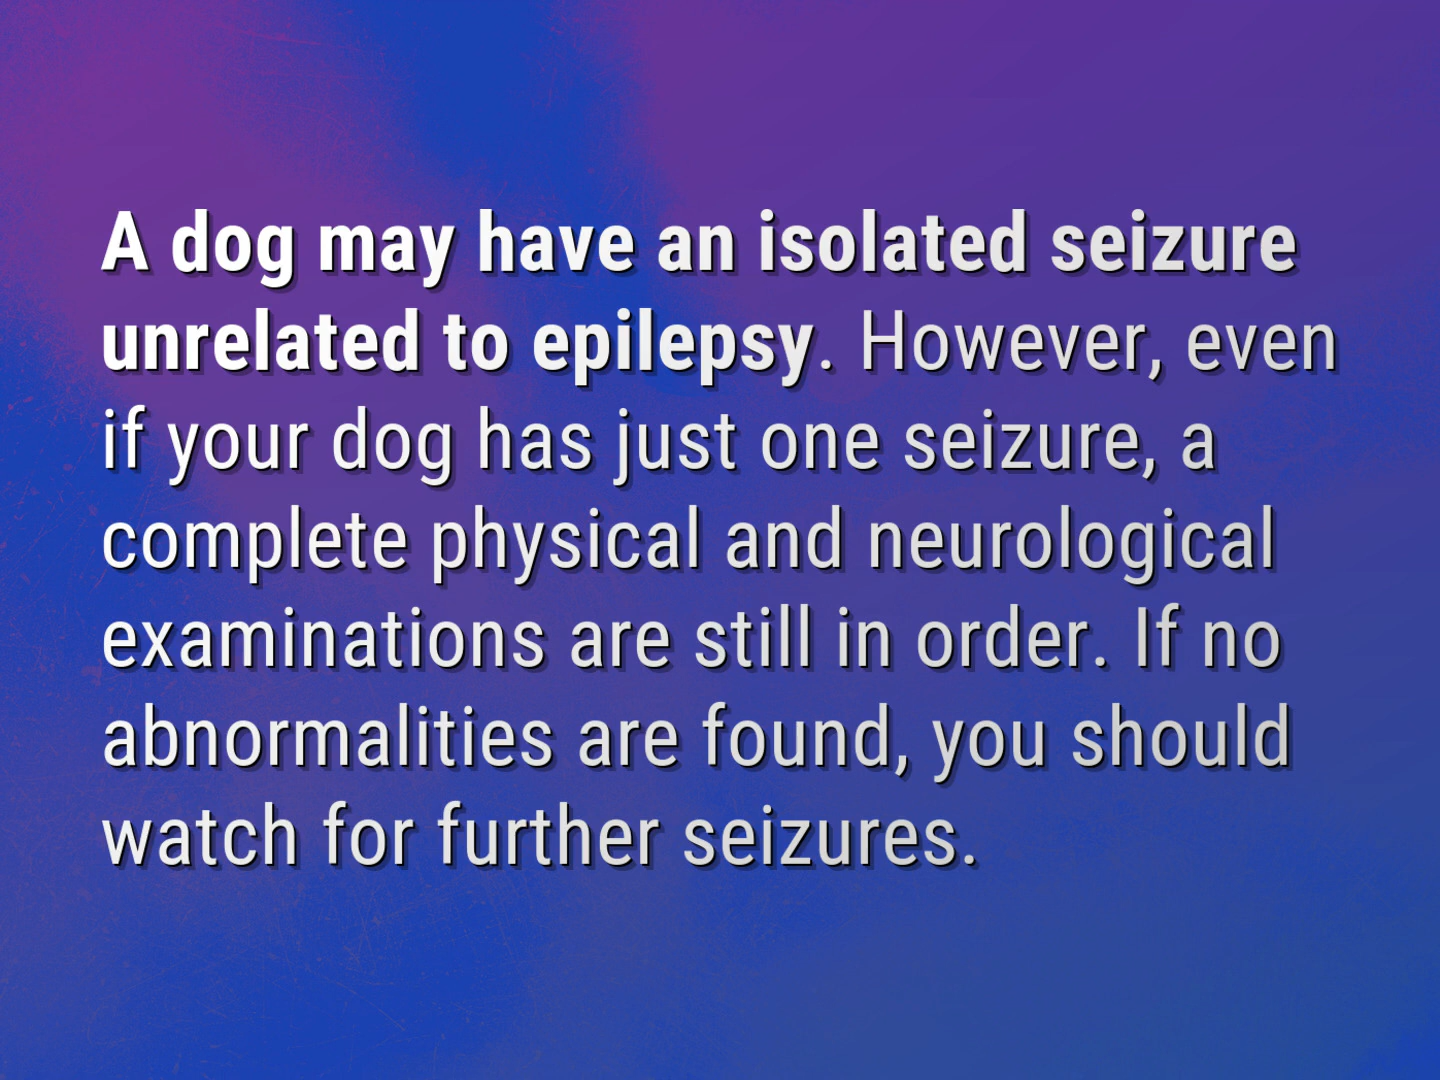 A dog may have an isolated seizure
unrelated to epilepsy. However, even
if your dog has just one seizure, a
complete physical and neurological
examinations are still in order. If no
abnormalities are found, you should
watch for further seizures.